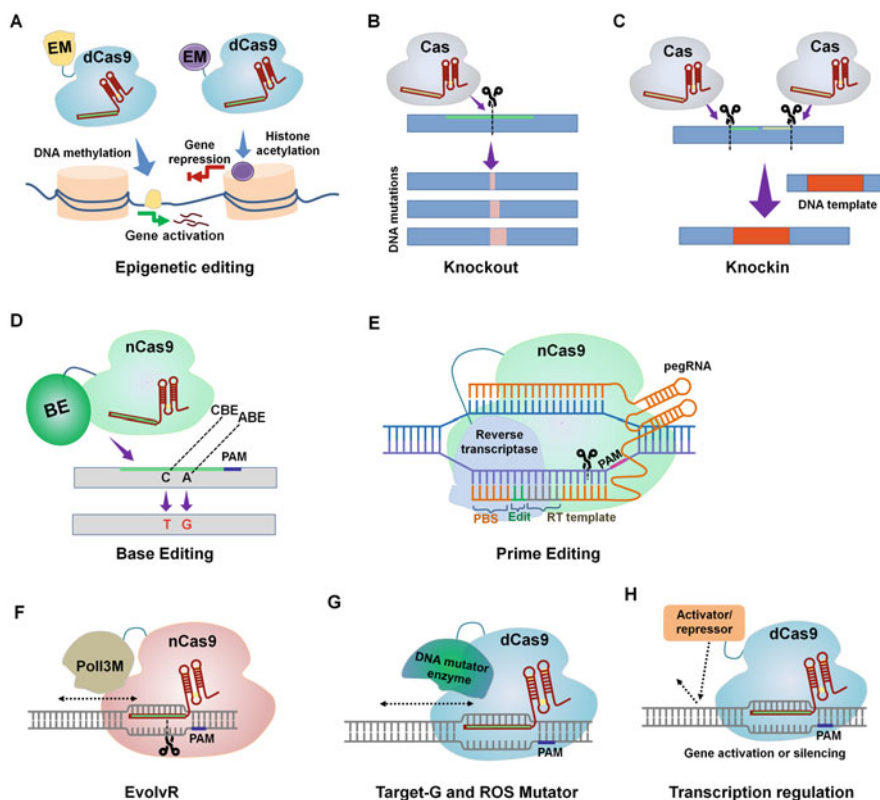 A
EM
dCas9
EM
dCas9
DNA methylation
Gene
repression
Histone
acetylation
Gene activation
Epigenetic editing
B
Cas
DNA mutations
Knockout
C
Cas
Cas
DNA template
Knockin
D
nCas9
BE
CBE
ABE
PAM
C A
T G
Base Editing
E
nCas9
pegRNA
Reverse
transcriptase
PAM
PBS Edit RT template
Prime Editing
F
nCas9
PolI3M
PAM
EvolvR
G
dCas9
DNA mutator
enzyme
PAM
Target-G and ROS Mutator
H
Activator/
repressor
dCas9
PAM
Gene activation or silencing
Transcription regulation